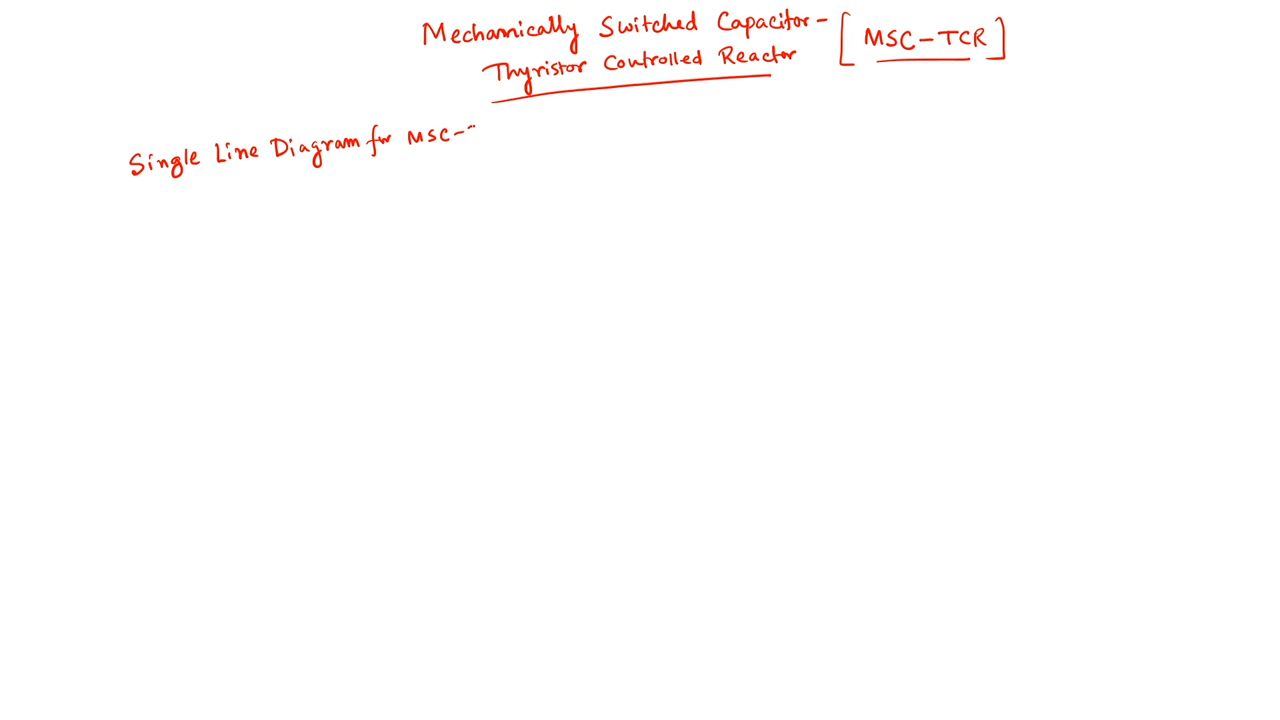 Mechanically Switched Capacitor- [MSC-TCR]
Thyristor Controlled Reactor
Single Line Diagram for MSC-